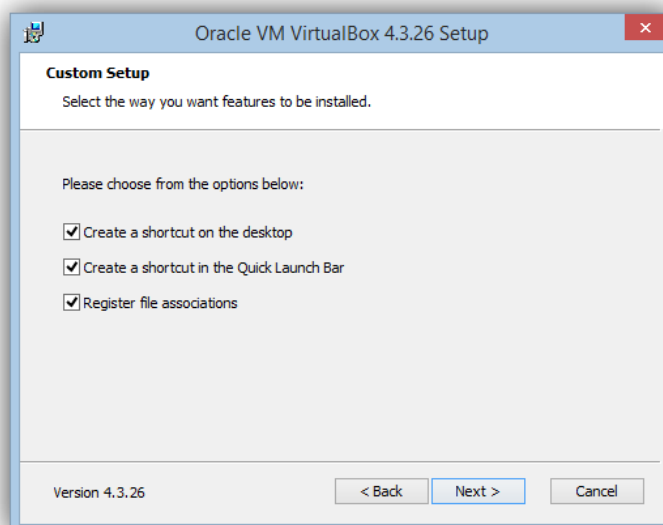 Oracle VM VirtualBox 4.3.26 Setup
Custom Setup
Select the way you want features to be installed.
Please choose from the options below:
Create a shortcut on the desktop
Create a shortcut in the Quick Launch Bar
Register file associations
Version 4.3.26
< Back
Next >
Cancel